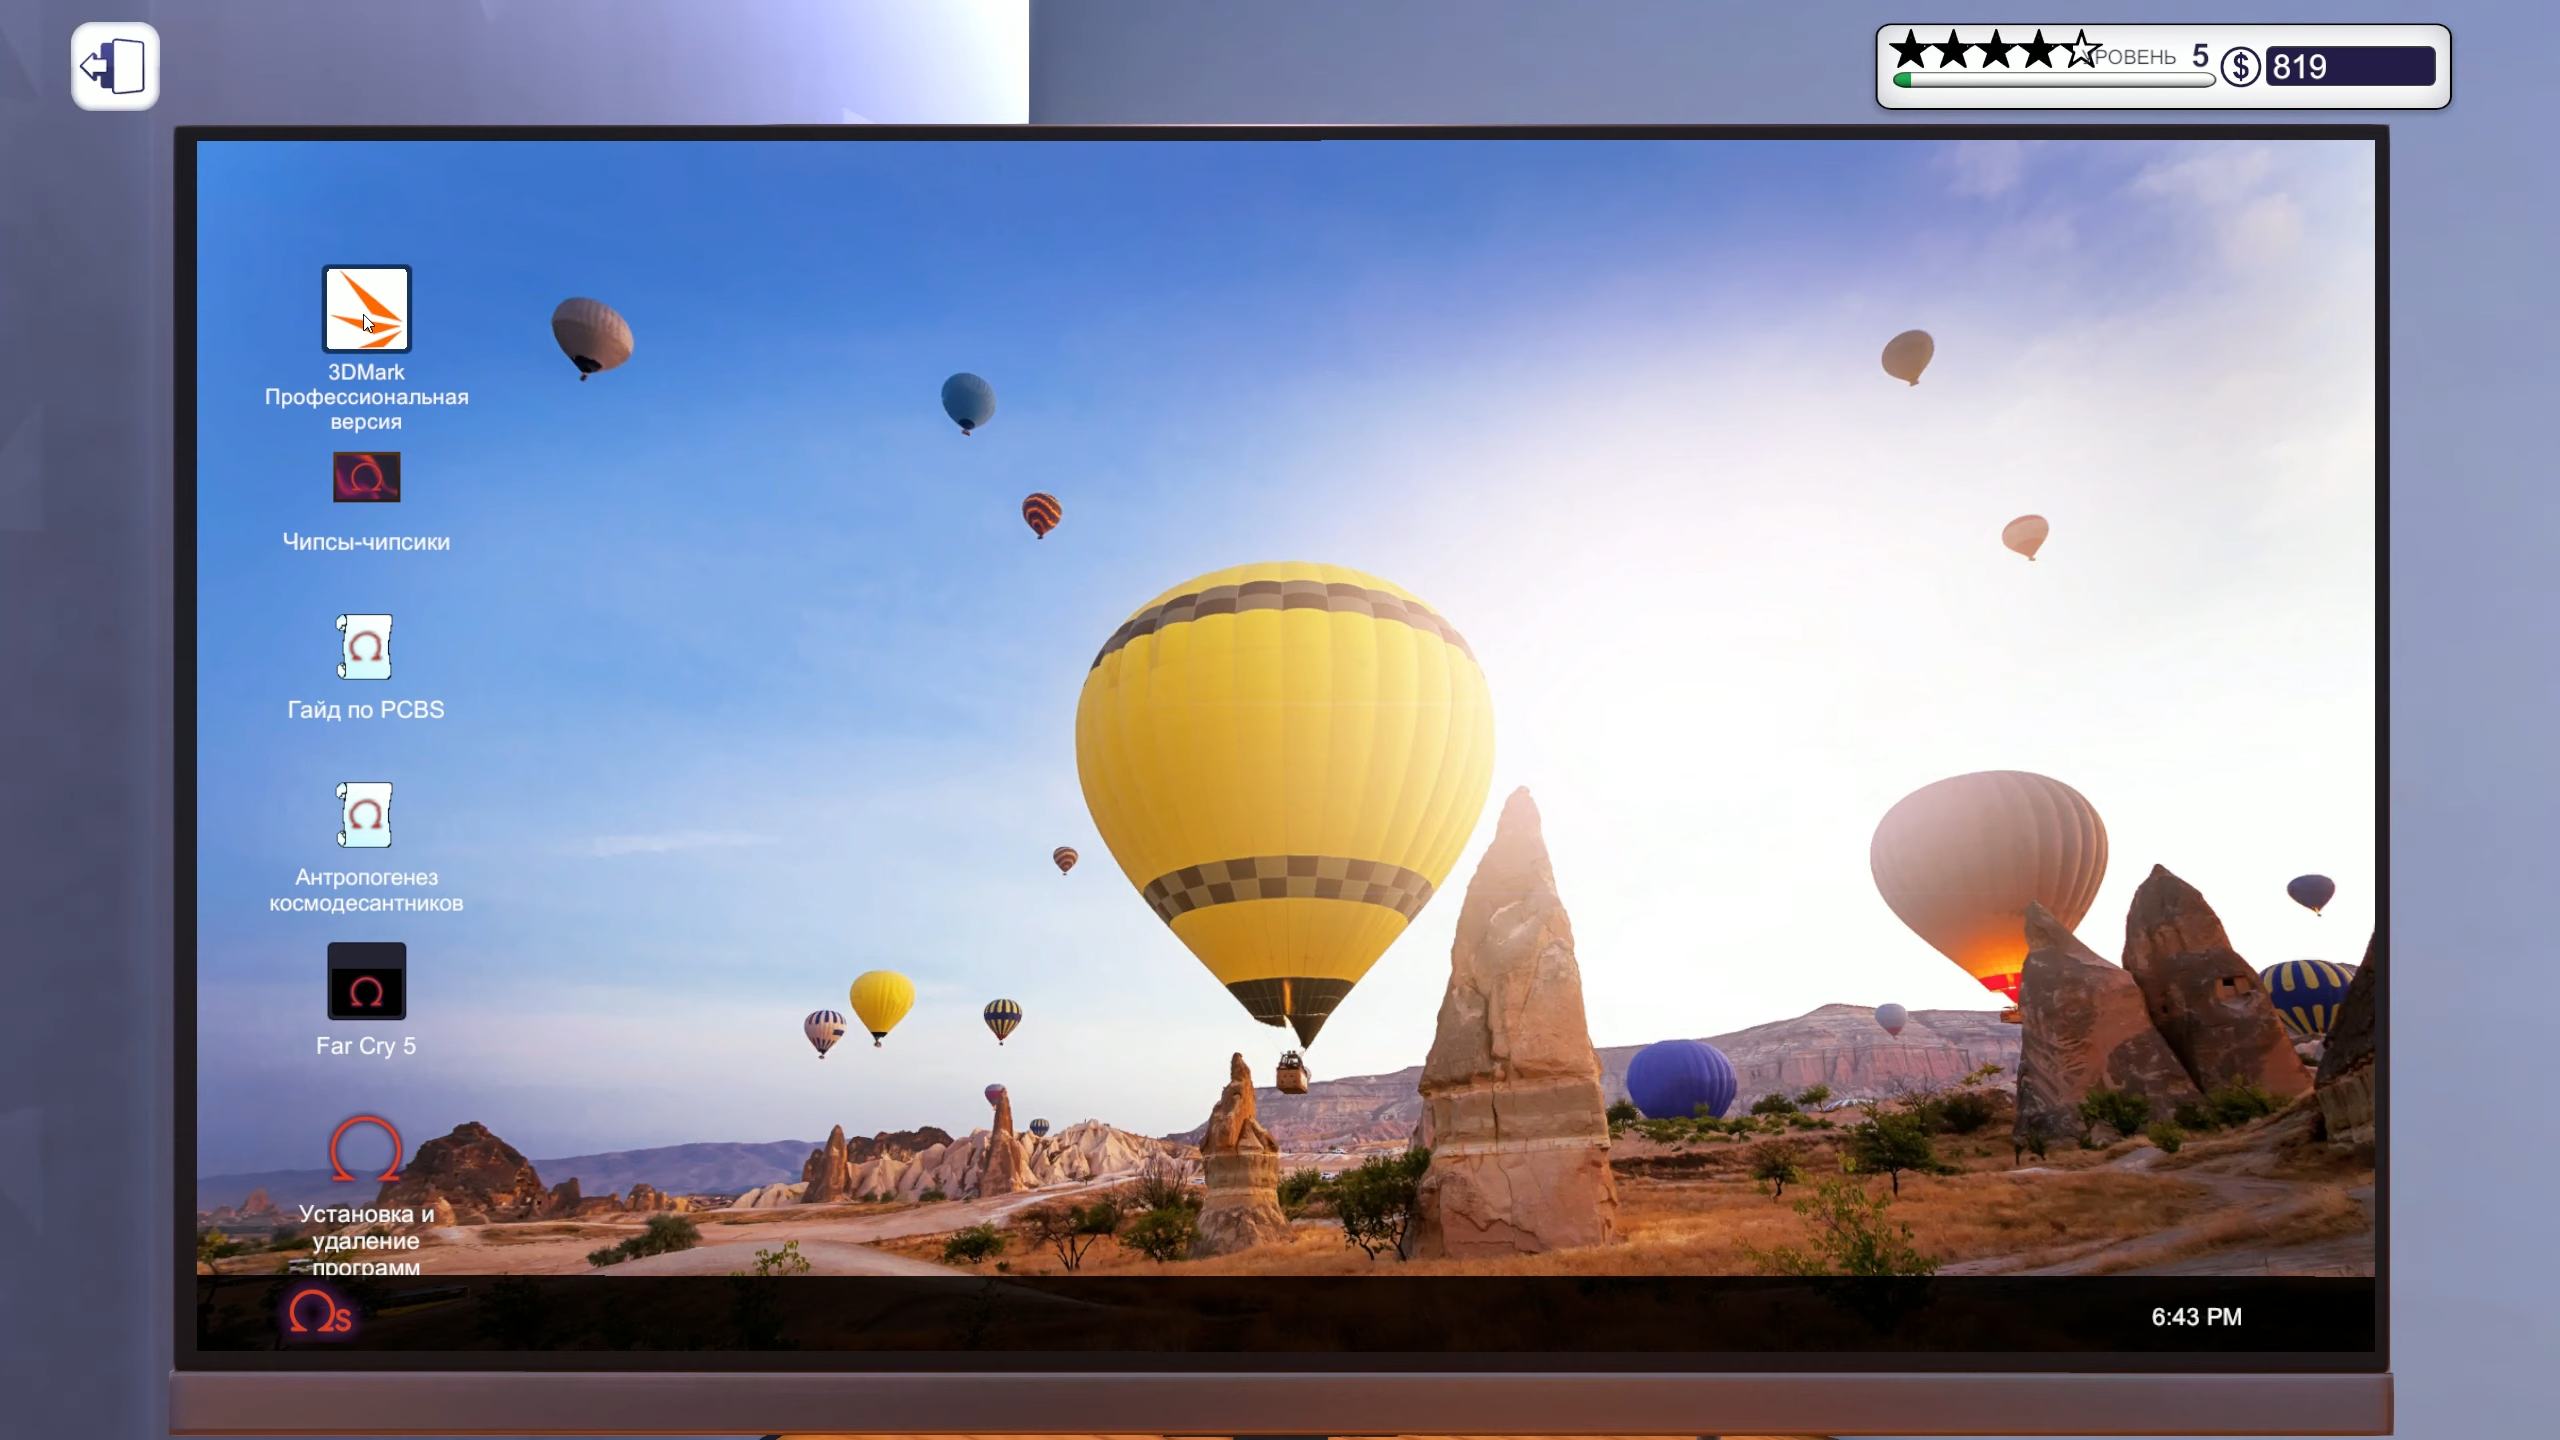 УРОВЕНЬ 5
819
3DMark
Профессиональная
версия
Чипсы-чипсики
Гайд по PCBS
Антропогенез
космодесантников
Far Cry 5
Установка и
удаление
программ
Ωs
6:43 PM